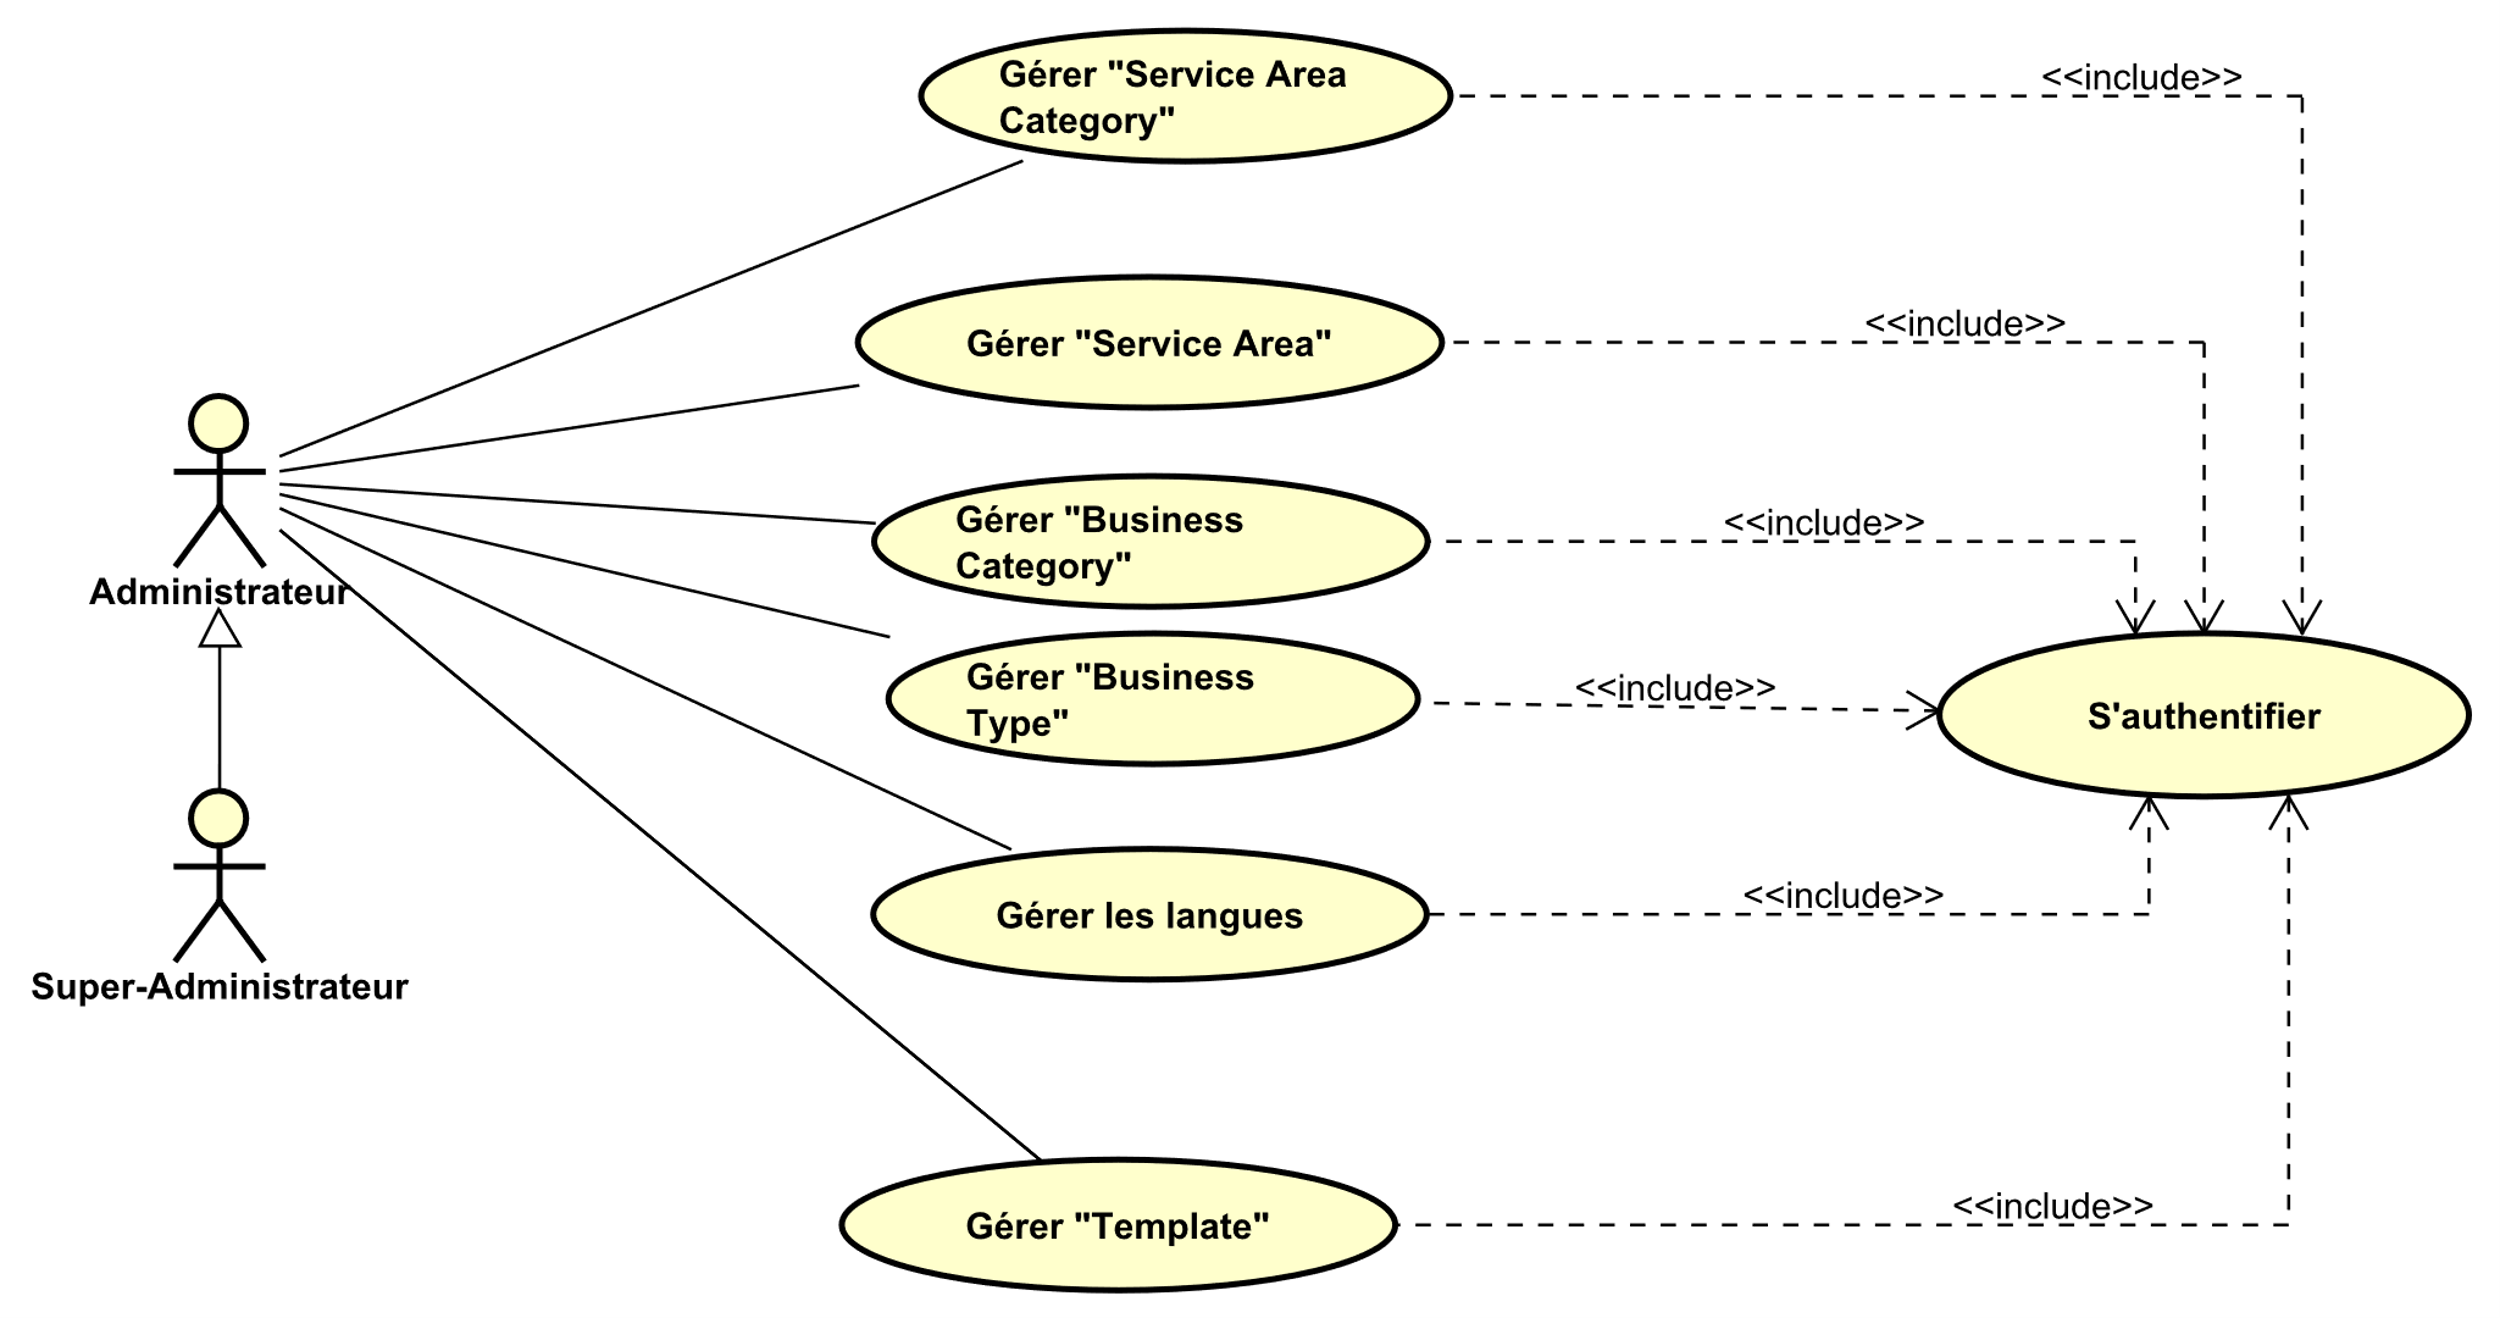 Gérer "Service Area
Category"
<<include>>
Gérer "Service Area"
<<include>>
Gérer "Business
Category"
<<include>>
Administrateur
Gérer "Business
Type"
<<include>>
S'authentifier
Gérer les langues
<<include>>
Super-Administrateur
Gérer "Template"
<<include>>